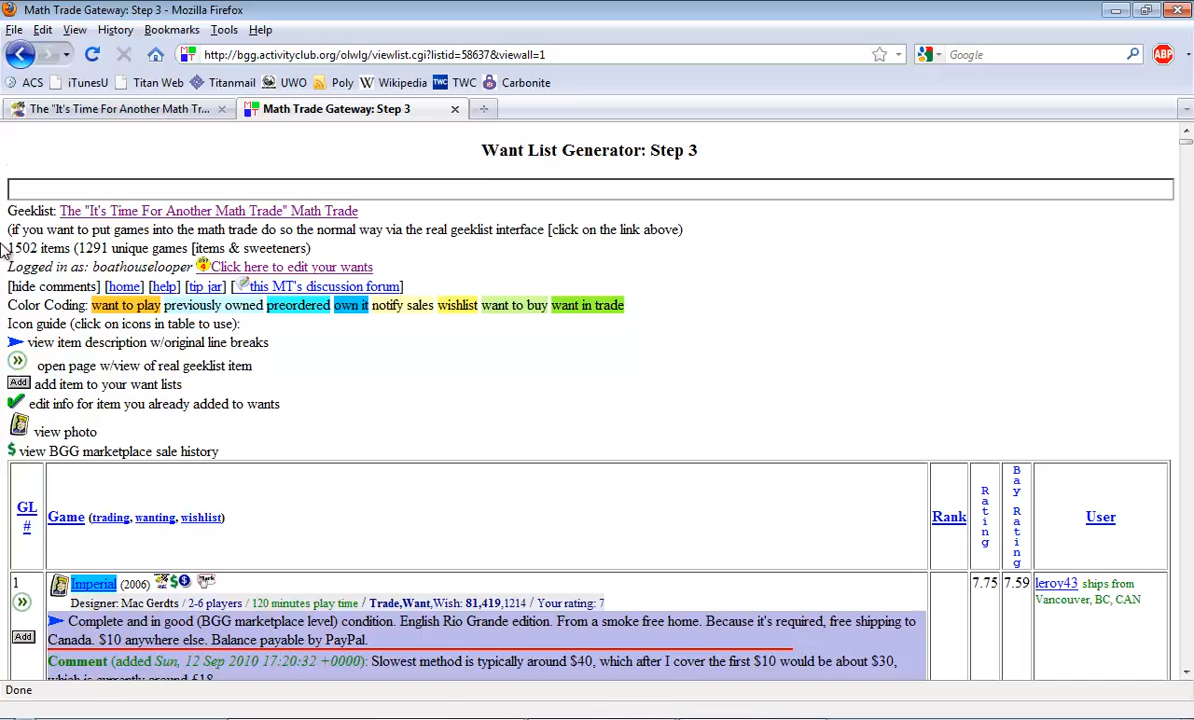 Math Trade Gateway: Step 3 - Mozilla Firefox
File Edit View History Bookmarks Tools Help
http://bgg.activityclub.org/olwlg/viewlist.cgi?listid=58637&viewall=1
Google
ABP
ACS iTunesU Titan Web Titanmail UWO Poly W Wikipedia TWC TWC Carbonite
The "It's Time For Another Math Tr...
Math Trade Gateway: Step 3
Want List Generator: Step 3
Geeklist: The "It's Time For Another Math Trade" Math Trade
(if you want to put games into the math trade do so the normal way via the real geeklist interface [click on the link above)
1502 items (1291 unique games [items & sweeteners)
Logged in as: boathouselooper Click here to edit your wants
[hide comments] [home] [help] [tip jar] [this MT's discussion forum]
Color Coding: want to play previously owned preordered own it notify sales wishlist want to buy want in trade
Icon guide (click on icons in table to use):
view item description w/original line breaks
open page w/view of real geeklist item
Add add item to your want lists
edit info for item you already added to wants
view photo
$ view BGG marketplace sale history
GL #
Game (trading, wanting, wishlist)
Rank
Rating
Bay Rating
User
1
Imperial (2006) $ $ Mark
7.75
7.59
leroy43 ships from
Vancouver, BC, CAN
Designer: Mac Gerdts / 2-6 players / 120 minutes play time / Trade,Want,Wish: 81,419,1214 / Your rating: 7
Complete and in good (BGG marketplace level) condition. English Rio Grande edition. From a smoke free home. Because it's required, free shipping to
Add
Canada. $10 anywhere else. Balance payable by PayPal.
Comment (added Sun, 12 Sep 2010 17:20:32 +0000): Slowest method is typically around $40, which after I cover the first $10 would be about $30,
which is currently around £18
Done